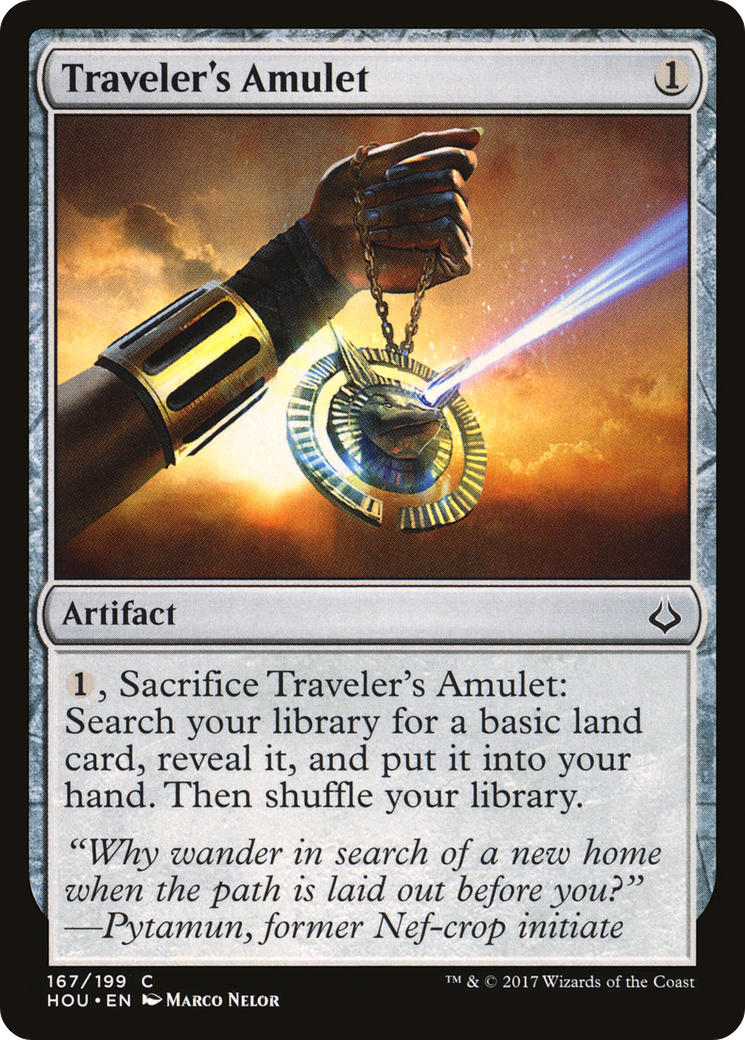 Traveler's Amulet 1
Artifact
1, Sacrifice Traveler's Amulet:
Search your library for a basic land
card, reveal it, and put it into your
hand. Then shuffle your library.
“Why wander in search of a new home
when the path is laid out before you?”
—Pytamun, former Nef-crop initiate
167/199 C
HOU • EN Marco Nelor
™ & © 2017 Wizards of the Coast